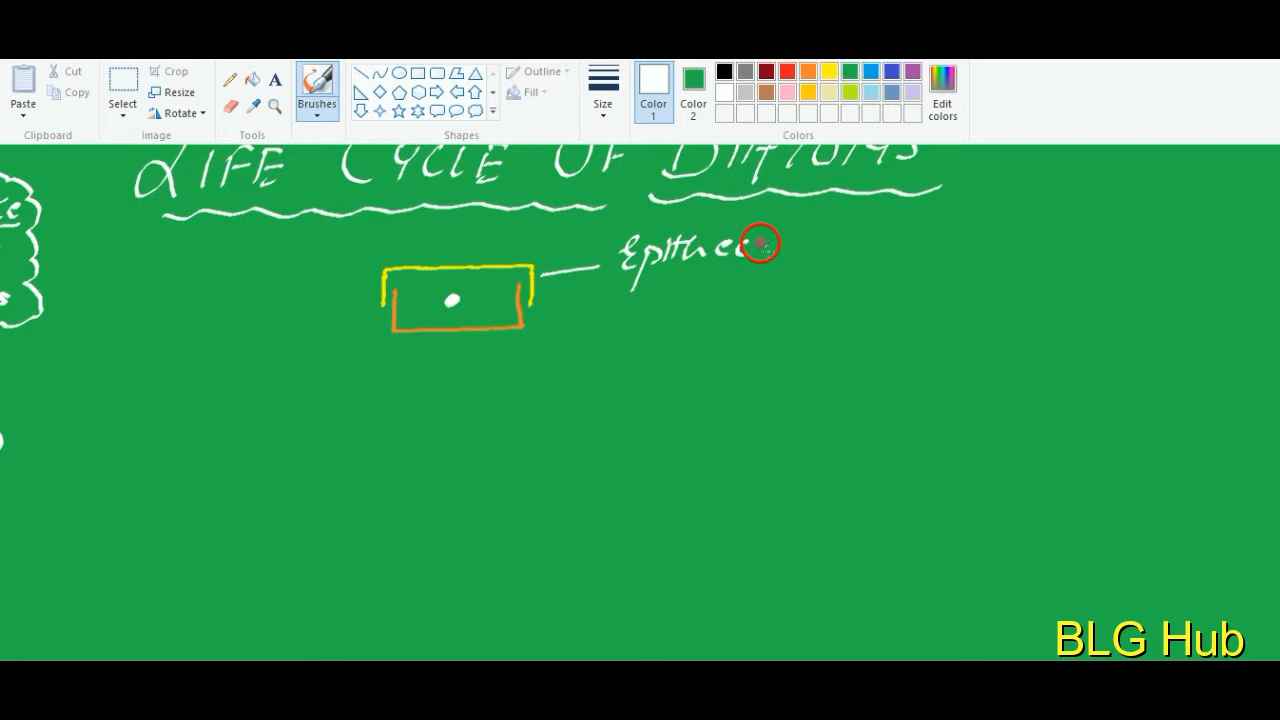 Cut
Copy
Paste
Clipboard
Select
Crop
Resize
Rotate
Image
A
Tools
Brushes
Outline
Fill
Shapes
Size
Color
1
Color
2
Edit
colors
Colors
LIFE CYCLE OF DIATOMS
Epithec
BLG Hub